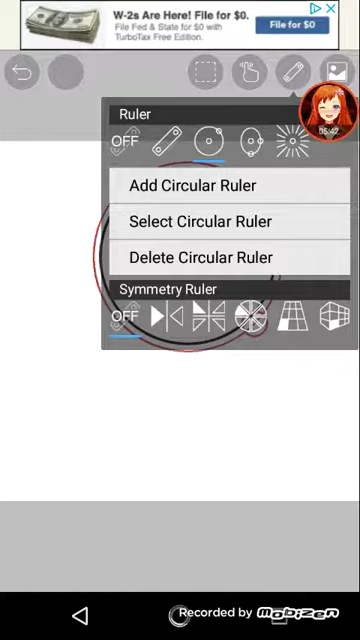 W-2s Are Here! File for $0.
File Fed & State for $0 with
TurboTax Free Edition.
File for $0
05:42
Ruler
OFF
Add Circular Ruler
Select Circular Ruler
Delete Circular Ruler
Symmetry Ruler
OFF
Recorded by Mobizen